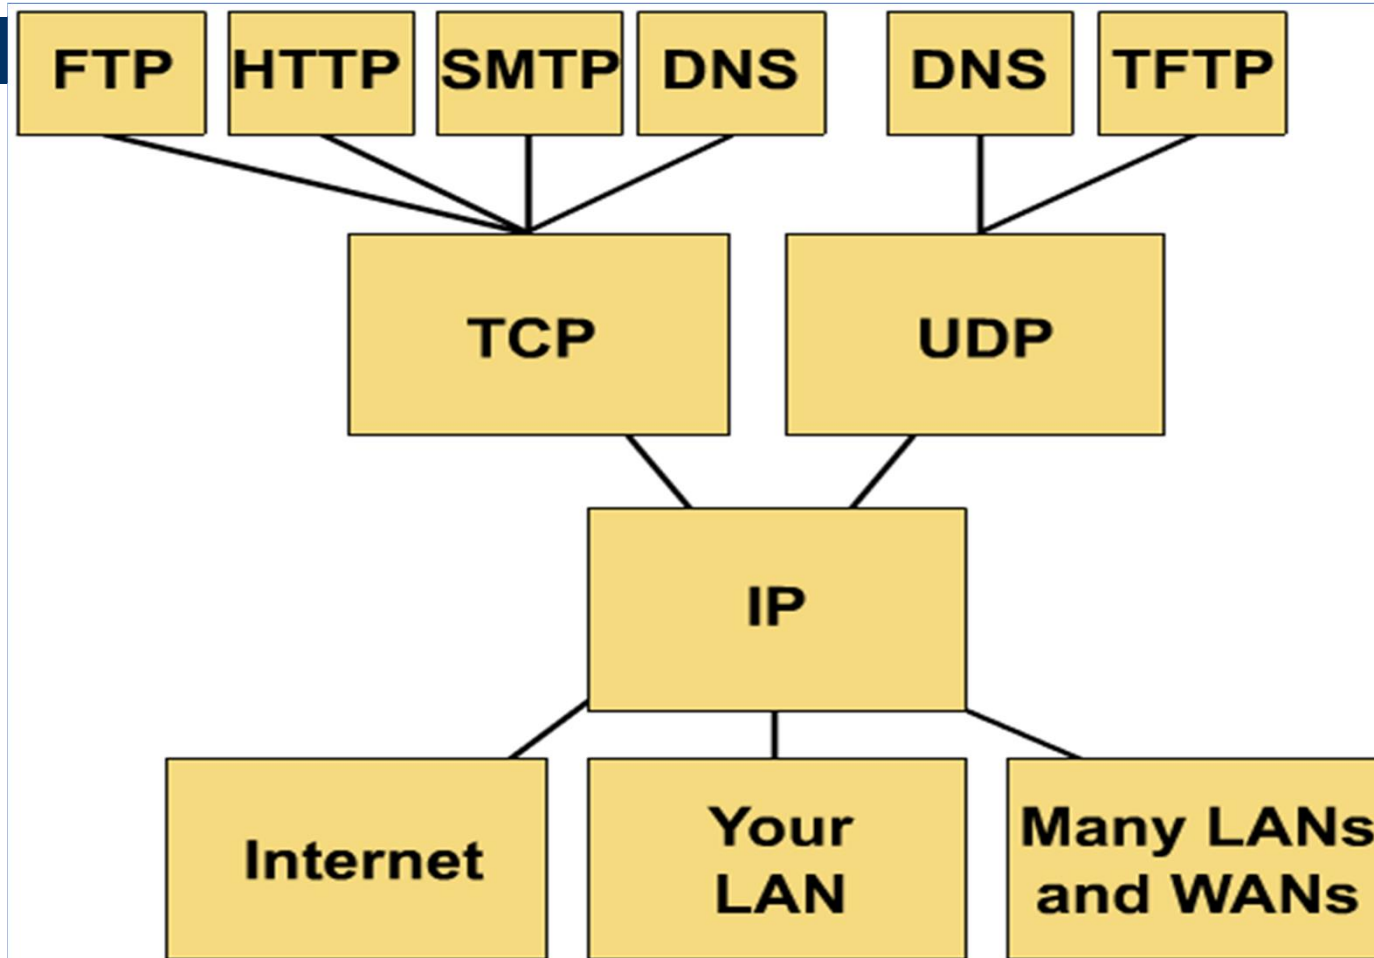 FTP
HTTP
SMTP
DNS
DNS
TFTP
TCP
UDP
IP
Internet
Your
LAN
Many LANs
and WANs